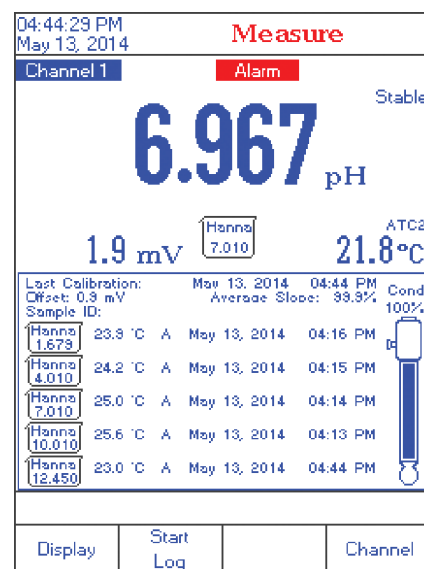 04:44:29 PM
May 13, 2014
Measure
Channel 1
Alarm
Stable
6.967 pH
1.9 mV
Hanna
7.010
ATC2
21.8°C
Last Calibration: May 13, 2014 04:44 PM
Offset: 0.9 mV Average Slope: 99.9%
Sample ID:
Cond
100%
Hanna
1.679 23.9 °C A May 13, 2014 04:16 PM
Hanna
4.010 24.2 °C A May 13, 2014 04:15 PM
Hanna
7.010 25.0 °C A May 13, 2014 04:14 PM
Hanna
10.010 25.6 °C A May 13, 2014 04:13 PM
Hanna
12.450 23.0 °C A May 13, 2014 04:44 PM
Display
Start
Log
Channel